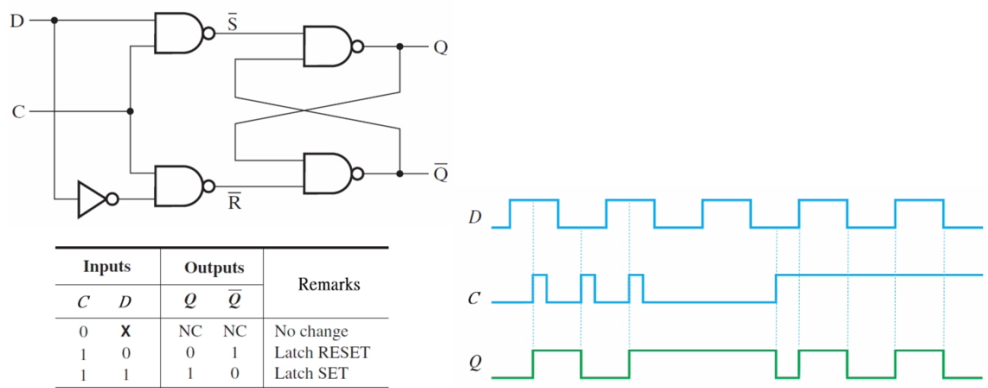 D
S̅
Q
C
R̅
Q̅
Inputs Outputs Remarks
C D Q Q̅
0 X NC NC No change
1 0 0 1 Latch RESET
1 1 1 0 Latch SET
D
C
Q